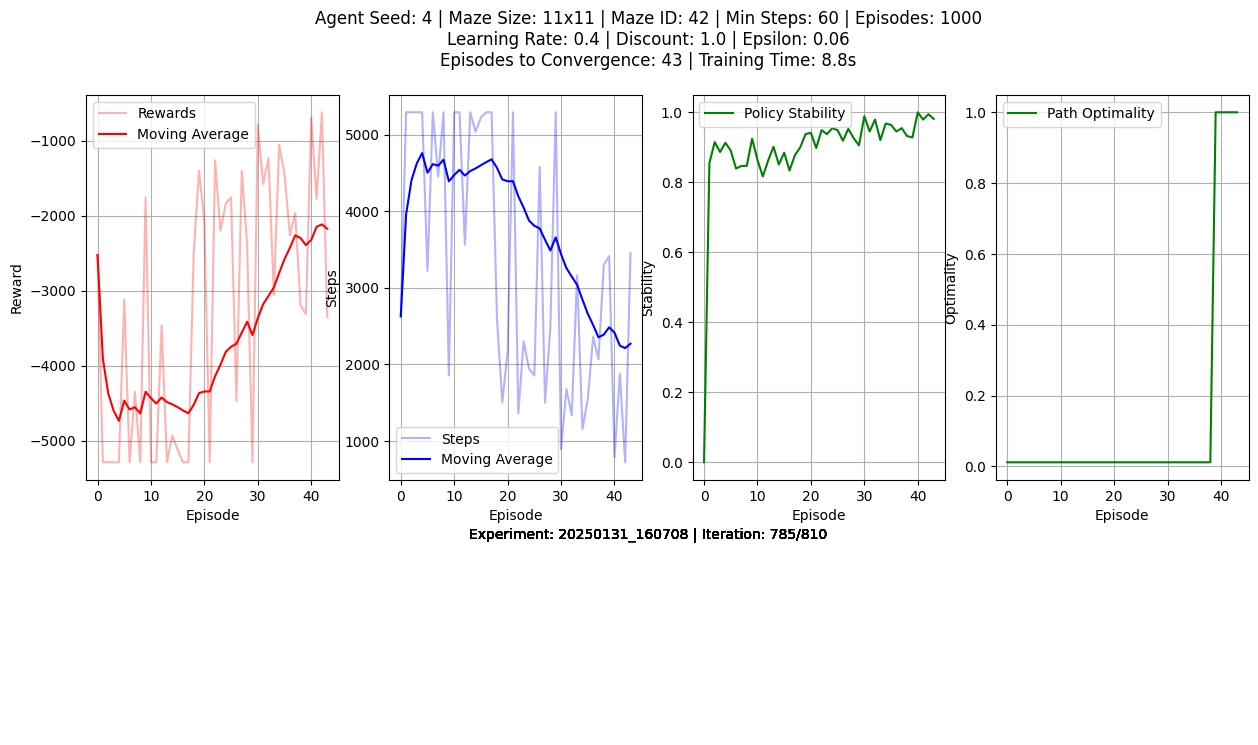 Agent Seed: 4 | Maze Size: 11x11 | Maze ID: 42 | Min Steps: 60 | Episodes: 1000
Learning Rate: 0.4 | Discount: 1.0 | Epsilon: 0.06
Episodes to Convergence: 43 | Training Time: 8.8s
Reward
−1000
−2000
−3000
−4000
−5000
Rewards
Moving Average
0 10 20 30 40
Episode
Steps
5000
4000
3000
2000
1000
Steps
Moving Average
0 10 20 30 40
Episode
Stability
1.0
0.8
0.6
0.4
0.2
0.0
Policy Stability
0 10 20 30 40
Episode
Optimality
1.0
0.8
0.6
0.4
0.2
0.0
Path Optimality
0 10 20 30 40
Episode
Experiment: 20250131_160708 | Iteration: 785/810